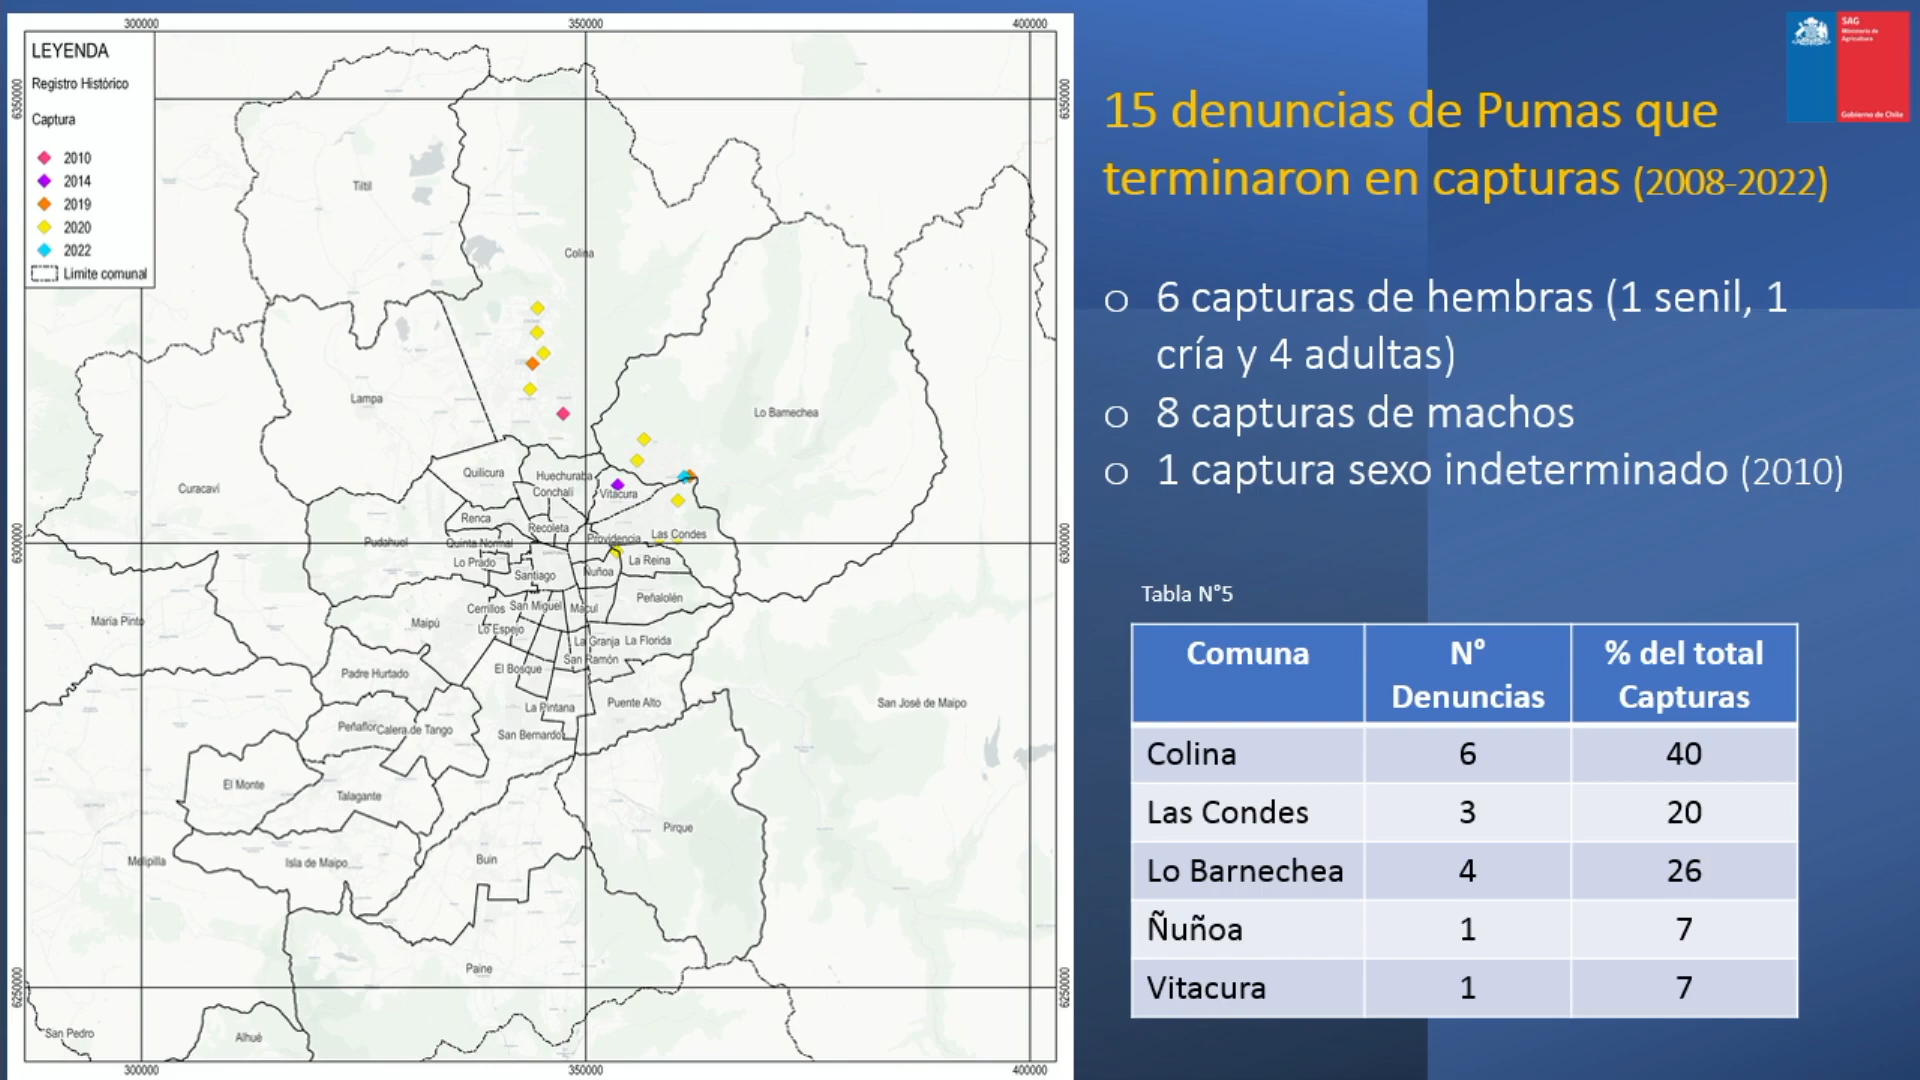 300000
350000
400000
LEYENDA
Registro Histórico
Captura
2010
2014
2019
2020
2022
Límite comunal
6350000
6350000
Tiltil
Colina
Lampa
Lo Barnechea
Quilicura
Huechuraba
Curacaví
Conchalí
Vitacura
Renca
Recoleta
Las Condes
6300000
Pudahuel
Quinta Normal
Providencia
6300000
Lo Prado
La Reina
Santiago
Ñuñoa
Peñalolén
Cerrillos
San Miguel
Macul
María Pinto
Maipú
Lo Espejo
La Granja
La Florida
San Ramón
Padre Hurtado
El Bosque
Puente Alto
San José de Maipo
La Pintana
Peñaflor
Calera de Tango
San Bernardo
El Monte
Talagante
Pirque
Melipilla
Isla de Maipo
Buin
Paine
6250000
6250000
San Pedro
Alhué
300000
350000
400000
SAG
Ministerio de
Agricultura
Gobierno de Chile
15 denuncias de Pumas que
terminaron en capturas (2008-2022)
o 6 capturas de hembras (1 senil, 1
cría y 4 adultas)
o 8 capturas de machos
o 1 captura sexo indeterminado (2010)
Tabla N°5
Comuna N° Denuncias % del total Capturas
Colina 6 40
Las Condes 3 20
Lo Barnechea 4 26
Ñuñoa 1 7
Vitacura 1 7